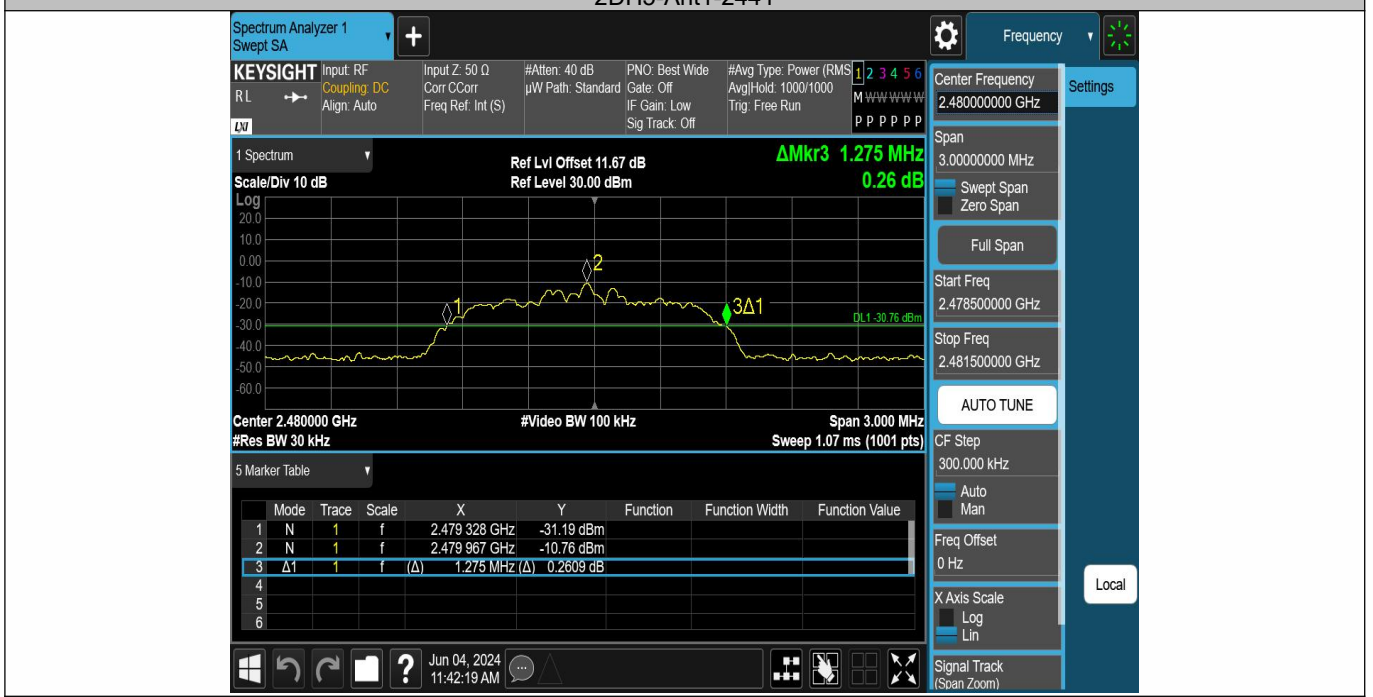 2DH5-Ant1-2441
Spectrum Analyzer 1
Swept SA
Frequency
KEYSIGHT
RL
LXI
Input: RF
Coupling: DC
Align: Auto
Input Z: 50 Ω
Corr CCorr
Freq Ref: Int (S)
#Atten: 40 dB
µW Path: Standard
PNO: Best Wide
Gate: Off
IF Gain: Low
Sig Track: Off
#Avg Type: Power (RMS
Avg|Hold: 1000/1000
Trig: Free Run
1 2 3 4 5 6
M W W W W W
P P P P P P
Center Frequency
2.480000000 GHz
Settings
Span
3.00000000 MHz
Swept Span
Zero Span
Full Span
Start Freq
2.478500000 GHz
Stop Freq
2.481500000 GHz
AUTO TUNE
CF Step
300.000 kHz
Auto
Man
Freq Offset
0 Hz
X Axis Scale
Log
Lin
Signal Track
(Span Zoom)
Local
1 Spectrum
Scale/Div 10 dB
Ref Lvl Offset 11.67 dB
Ref Level 30.00 dBm
ΔMkr3 1.275 MHz
0.26 dB
Log
20.0
10.0
0.00
-10.0
-20.0
-30.0
-40.0
-50.0
-60.0
1
2
3Δ1
DL1 -30.76 dBm
Center 2.480000 GHz
#Video BW 100 kHz
Span 3.000 MHz
#Res BW 30 kHz
Sweep 1.07 ms (1001 pts)
5 Marker Table
Mode Trace Scale X Y Function Function Width Function Value
1 N 1 f 2.479 328 GHz -31.19 dBm
2 N 1 f 2.479 967 GHz -10.76 dBm
3 Δ1 1 f (Δ) 1.275 MHz (Δ) 0.2609 dB
4
5
6
?
Jun 04, 2024
11:42:19 AM